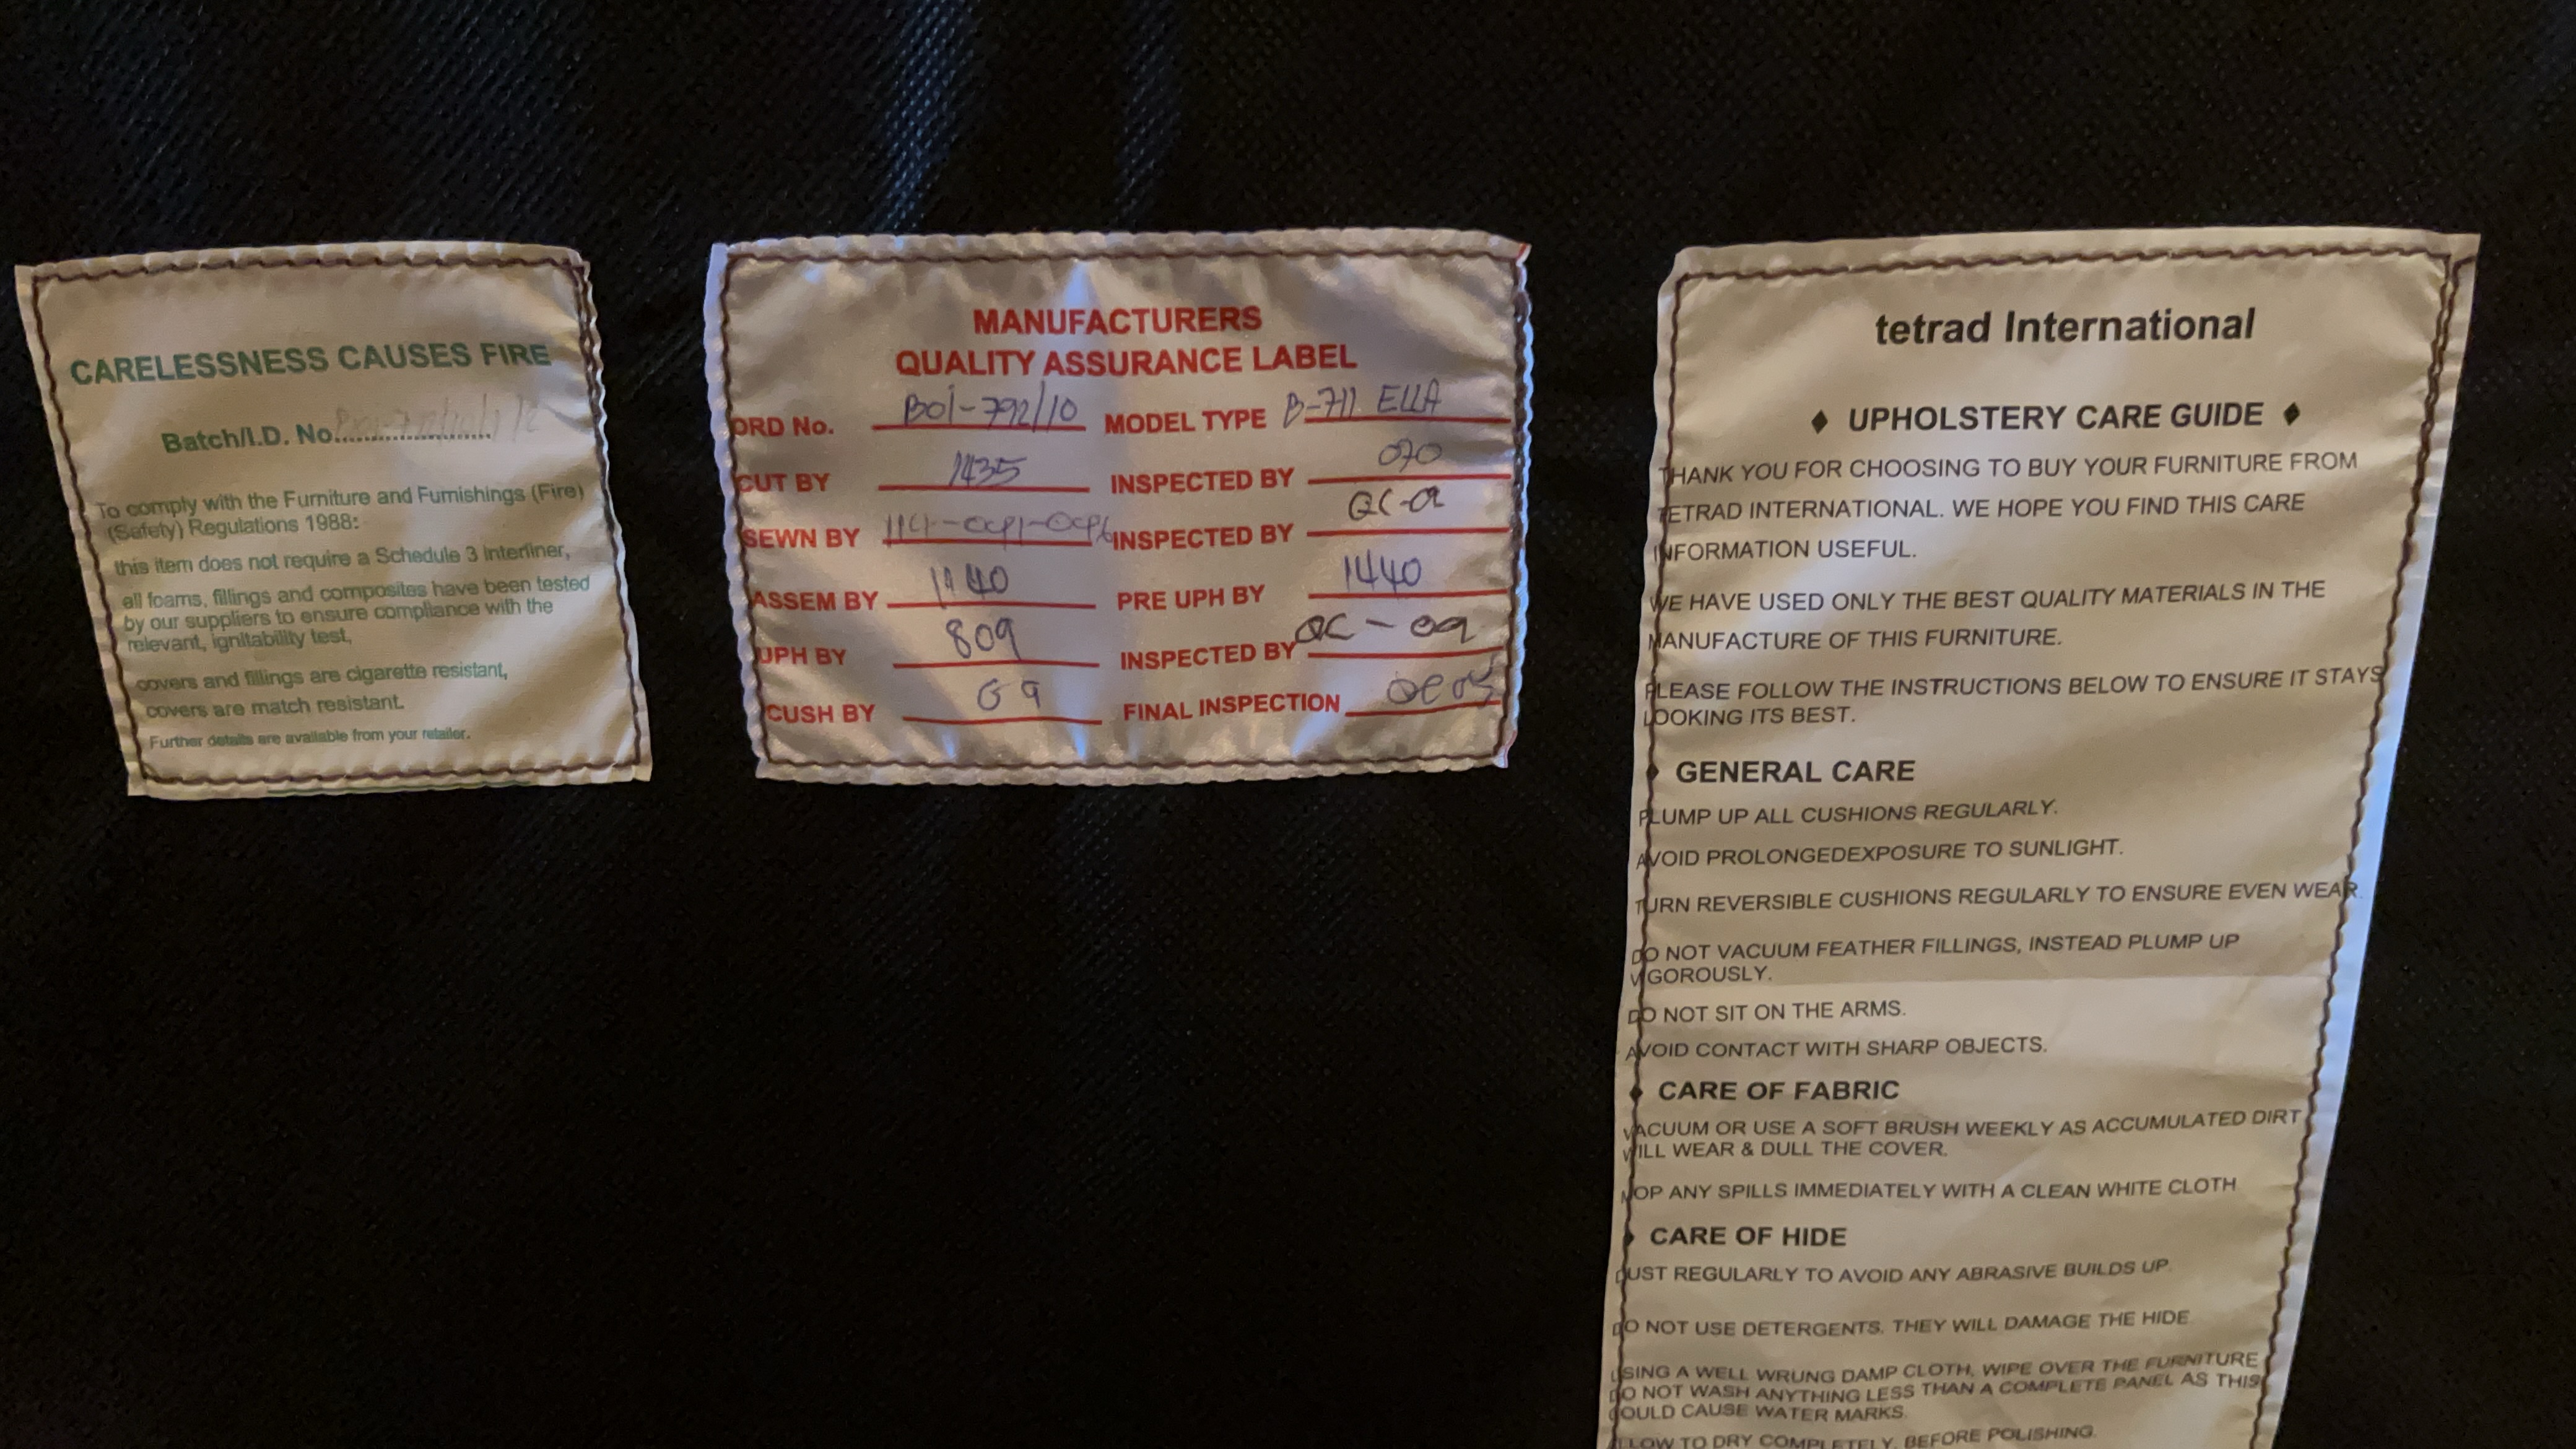 CARELESSNESS CAUSES FIRE
Batch/I.D. No.
To comply with the Furniture and Furnishings (Fire)
(Safety) Regulations 1988:
this item does not require a Schedule 3 Interliner,
all foams, fillings and composites have been tested
by our suppliers to ensure compliance with the
relevant, ignitability test,
covers and fillings are cigarette resistant,
covers are match resistant.
Further details are available from your retailer.
MANUFACTURERS
QUALITY ASSURANCE LABEL
ORD No. B01-792/10 MODEL TYPE B-711 ELLA
CUT BY 1435 INSPECTED BY 070
SEWN BY INSPECTED BY
ASSEM BY 1140 PRE UPH BY 1440
UPH BY 809 INSPECTED BY QC-09
CUSH BY G9 FINAL INSPECTION
tetrad International
♦ UPHOLSTERY CARE GUIDE ♦
THANK YOU FOR CHOOSING TO BUY YOUR FURNITURE FROM
TETRAD INTERNATIONAL. WE HOPE YOU FIND THIS CARE
INFORMATION USEFUL.
WE HAVE USED ONLY THE BEST QUALITY MATERIALS IN THE
MANUFACTURE OF THIS FURNITURE.
PLEASE FOLLOW THE INSTRUCTIONS BELOW TO ENSURE IT STAYS
LOOKING ITS BEST.
♦ GENERAL CARE
PLUMP UP ALL CUSHIONS REGULARLY.
AVOID PROLONGEDEXPOSURE TO SUNLIGHT.
TURN REVERSIBLE CUSHIONS REGULARLY TO ENSURE EVEN WEAR.
DO NOT VACUUM FEATHER FILLINGS, INSTEAD PLUMP UP
VIGOROUSLY.
DO NOT SIT ON THE ARMS.
AVOID CONTACT WITH SHARP OBJECTS.
♦ CARE OF FABRIC
VACUUM OR USE A SOFT BRUSH WEEKLY AS ACCUMULATED DIRT
WILL WEAR & DULL THE COVER.
MOP ANY SPILLS IMMEDIATELY WITH A CLEAN WHITE CLOTH
♦ CARE OF HIDE
DUST REGULARLY TO AVOID ANY ABRASIVE BUILDS UP.
DO NOT USE DETERGENTS. THEY WILL DAMAGE THE HIDE
USING A WELL WRUNG DAMP CLOTH, WIPE OVER THE FURNITURE
DO NOT WASH ANYTHING LESS THAN A COMPLETE PANEL AS THIS
COULD CAUSE WATER MARKS.
ALLOW TO DRY COMPLETELY, BEFORE POLISHING.